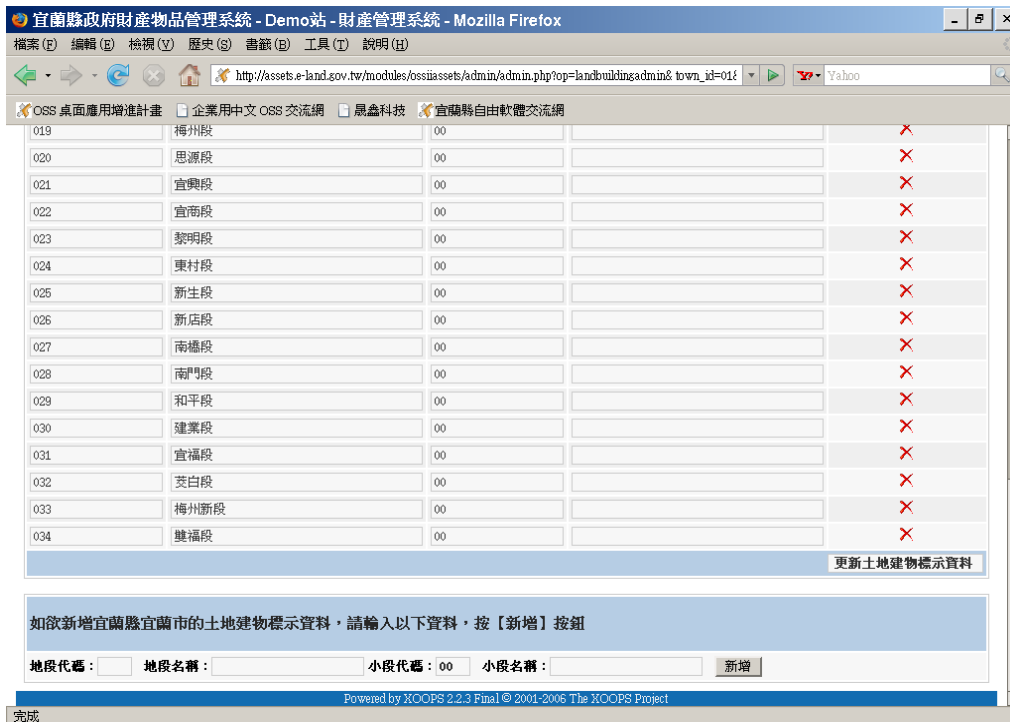 宜蘭縣政府財產物品管理系統 - Demo站 - 財產管理系統 - Mozilla Firefox
檔案(F) 編輯(E) 檢視(V) 歷史(S) 書籤(B) 工具(T) 說明(H)
http://assets.e-land.gov.tw/modules/ossiiassets/admin/admin.php?op=landbuildingadmin&town_id=018 Yahoo
OSS 桌面應用增進計畫 企業用中文 OSS 交流網 晟鑫科技 宜蘭縣自由軟體交流網
019 梅州段 00
020 思源段 00
021 宜興段 00
022 宜商段 00
023 黎明段 00
024 東村段 00
025 新生段 00
026 新店段 00
027 南橋段 00
028 南門段 00
029 和平段 00
030 建業段 00
031 宜福段 00
032 茭白段 00
033 梅州新段 00
034 雙福段 00
更新土地建物標示資料
如欲新增宜蘭縣宜蘭市的土地建物標示資料，請輸入以下資料，按【新增】按鈕
地段代碼： 地段名稱： 小段代碼： 00 小段名稱： 新增
Powered by XOOPS 2.2.3 Final © 2001-2006 The XOOPS Project
完成